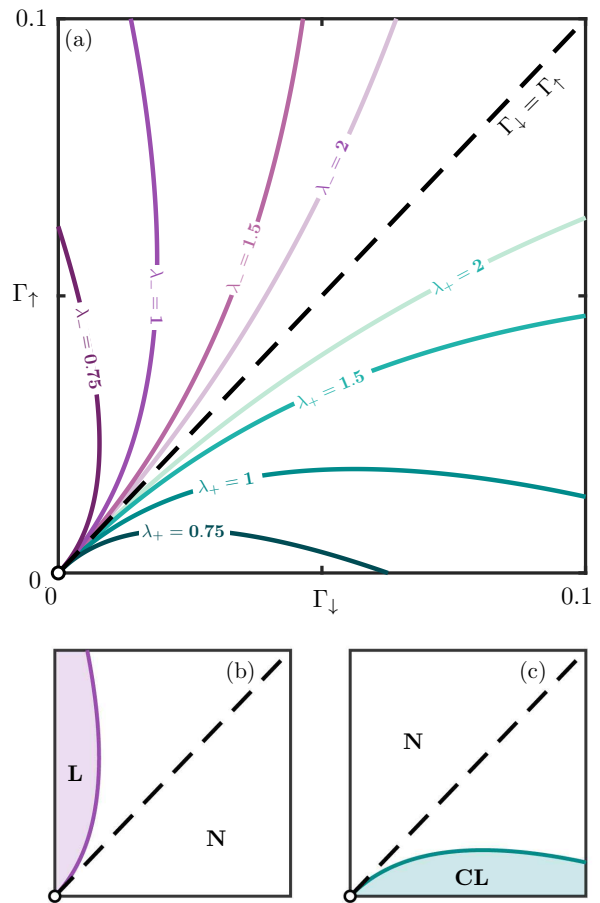 0.1
(a)
Γ↓ = Γ↑
λ₋ = 2
λ₋ = 1.5
λ₋ = 1
λ₋ = 0.75
Γ↑
λ₊ = 2
λ₊ = 1.5
λ₊ = 1
λ₊ = 0.75
0
0
Γ↓
0.1
(b)
L
N
(c)
N
CL